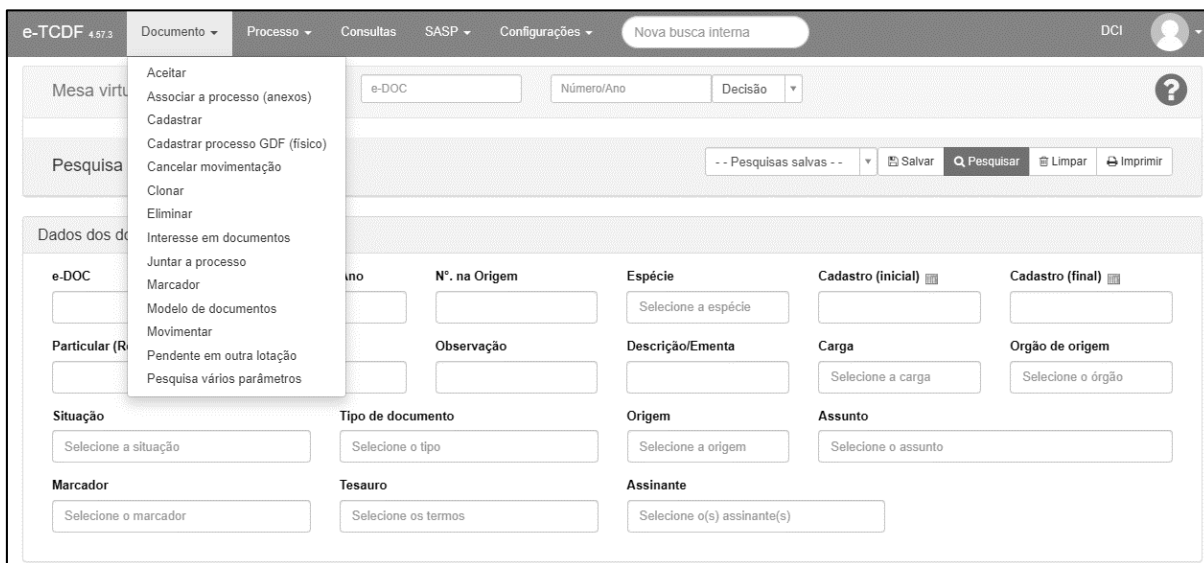 e-TCDF 4.57.3 Documento Processo Consultas SASP Configurações Nova busca interna DCI
Aceitar
Associar a processo (anexos)
Cadastrar
Cadastrar processo GDF (físico)
Cancelar movimentação
Clonar
Eliminar
Interesse em documentos
Juntar a processo
Marcador
Modelo de documentos
Movimentar
Pendente em outra lotação
Pesquisa vários parâmetros
Mesa virtu e-DOC Número/Ano Decisão ?
Pesquisa - - Pesquisas salvas - - Salvar Pesquisar Limpar Imprimir
Dados dos do
e-DOC Ano Nº. na Origem Espécie Cadastro (inicial) Cadastro (final)
Selecione a espécie
Particular (R Observação Descrição/Ementa Carga Orgão de origem
Selecione a carga Selecione o órgão
Situação Tipo de documento Origem Assunto
Selecione a situação Selecione o tipo Selecione a origem Selecione o assunto
Marcador Tesauro Assinante
Selecione o marcador Selecione os termos Selecione o(s) assinante(s)